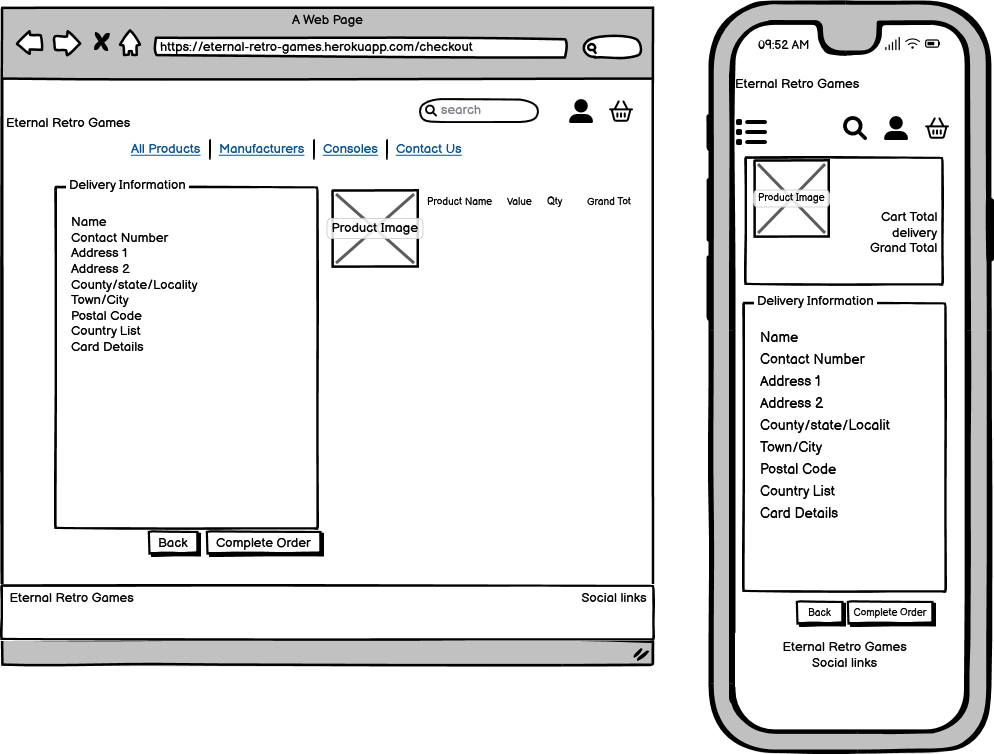 A Web Page
https://eternal-retro-games.herokuapp.com/checkout
search
Eternal Retro Games
All Products
Manufacturers
Consoles
Contact Us
Delivery Information
Name
Contact Number
Address 1
Address 2
County/state/Locality
Town/City
Postal Code
Country List
Card Details
Product Image
Product Name Value Qty Grand Tot
Back
Complete Order
Eternal Retro Games
Social links
09:52 AM
Eternal Retro Games
Product Image
Cart Total
delivery
Grand Total
Delivery Information
Name
Contact Number
Address 1
Address 2
County/state/Localit
Town/City
Postal Code
Country List
Card Details
Back
Complete Order
Eternal Retro Games
Social links